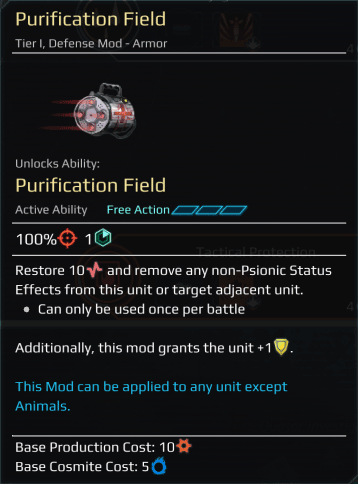 Purification Field
Tier I, Defense Mod - Armor
Unlocks Ability:
Purification Field
Active Ability Free Action
100% 1
Tactical Protection
Restore 10 and remove any non-Psionic Status
Effects from this unit or target adjacent unit.
• Can only be used once per battle
Additionally, this mod grants the unit +1.
This Mod can be applied to any unit except
Animals.
Base Production Cost: 10
Base Cosmite Cost: 5